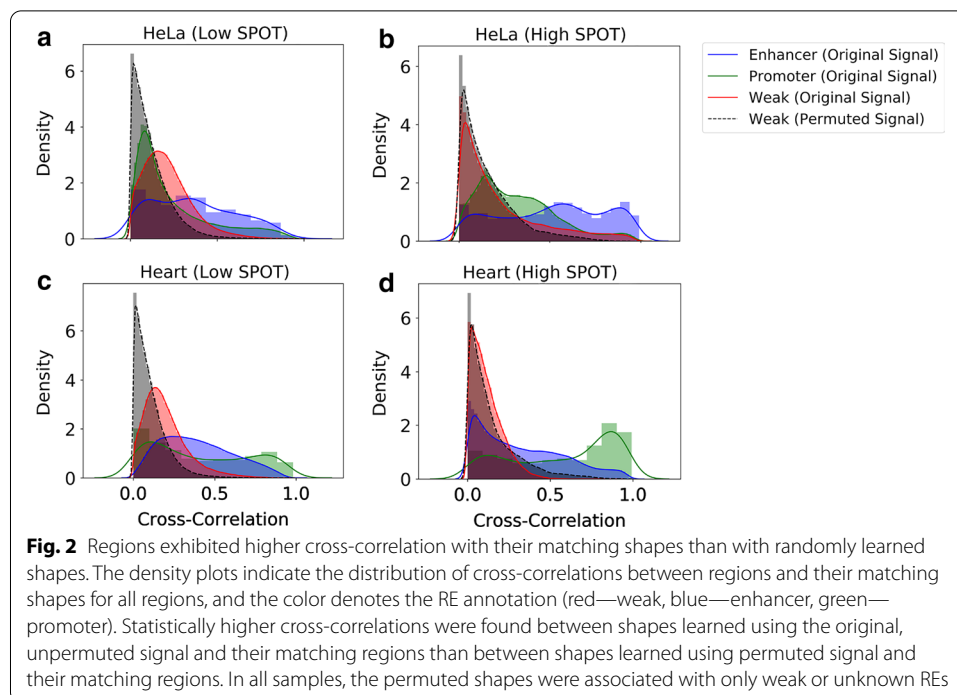 a
HeLa (Low SPOT)
b
HeLa (High SPOT)
Enhancer (Original Signal)
Promoter (Original Signal)
Weak (Original Signal)
Weak (Permuted Signal)
6
4
2
0
Density
6
4
2
0
Density
c
Heart (Low SPOT)
d
Heart (High SPOT)
6
4
2
0
Density
6
4
2
0
Density
0.0 0.5 1.0
0.0 0.5 1.0
Cross-Correlation
Cross-Correlation
Fig. 2 Regions exhibited higher cross-correlation with their matching shapes than with randomly learned
shapes. The density plots indicate the distribution of cross-correlations between regions and their matching
shapes for all regions, and the color denotes the RE annotation (red—weak, blue—enhancer, green—
promoter). Statistically higher cross-correlations were found between shapes learned using the original,
unpermuted signal and their matching regions than between shapes learned using permuted signal and
their matching regions. In all samples, the permuted shapes were associated with only weak or unknown REs